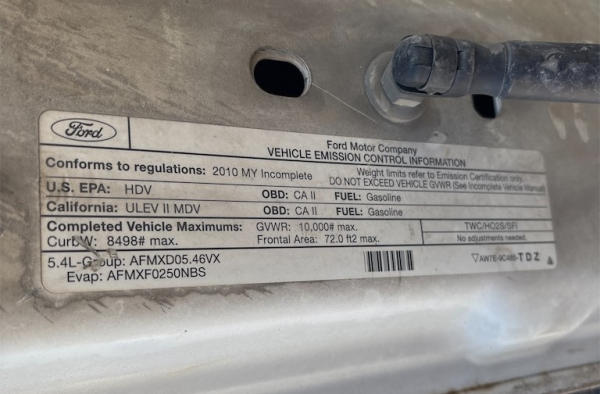 Ford
Ford Motor Company
VEHICLE EMISSION CONTROL INFORMATION
Conforms to regulations: 2010 MY Incomplete
Weight limits refer to Emission Certification only.
DO NOT EXCEED VEHICLE GVWR (See Incomplete Vehicle Manual)
U.S. EPA: HDV OBD: CA II FUEL: Gasoline
California: ULEV II MDV OBD: CA II FUEL: Gasoline
Completed Vehicle Maximums: GVWR: 10,000# max.
Curb W: 8498# max. Frontal Area: 72.0 ft2 max.
TWC/HO2S/SFI
No adjustments needed.
5.4L-Group: AFMXD05.46VX
Evap: AFMXF0250NBS
AW7E-9C485-TDZ